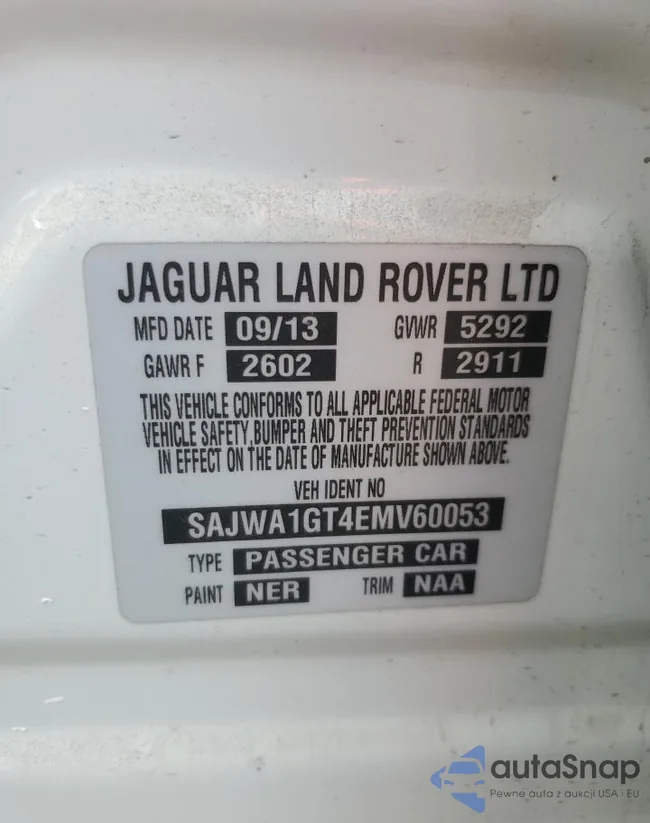 JAGUAR LAND ROVER LTD
MFD DATE 09/13 GVWR 5292
GAWR F 2602 R 2911
THIS VEHICLE CONFORMS TO ALL APPLICABLE FEDERAL MOTOR
VEHICLE SAFETY,BUMPER AND THEFT PREVENTION STANDARDS
IN EFFECT ON THE DATE OF MANUFACTURE SHOWN ABOVE.
VEH IDENT NO
SAJWA1GT4EMV60053
TYPE PASSENGER CAR
PAINT NER TRIM NAA
autaSnap
Pewne auta z aukcji USA i EU